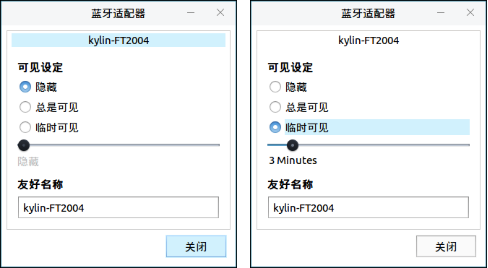 蓝牙适配器
kylin-FT2004
可见设定
隐藏
总是可见
临时可见
隐藏
友好名称
kylin-FT2004
关闭
蓝牙适配器
kylin-FT2004
可见设定
隐藏
总是可见
临时可见
3 Minutes
友好名称
kylin-FT2004
关闭